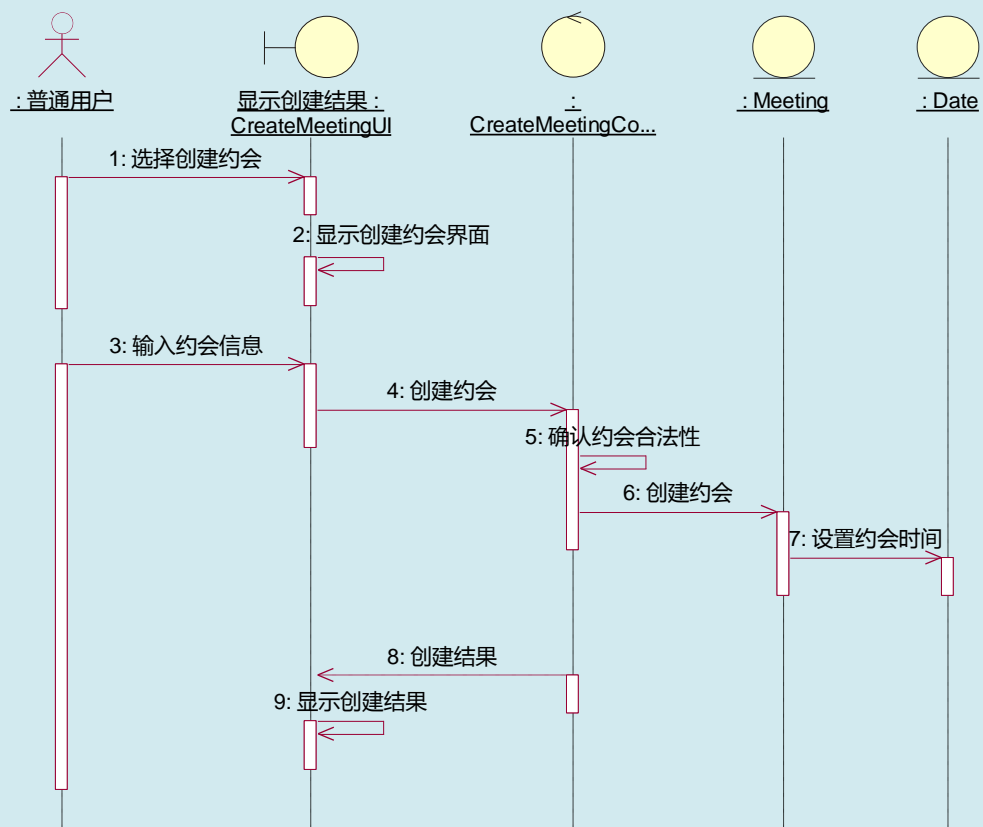 : 普通用户
显示创建结果 :
CreateMeetingUI
:
CreateMeetingCo...
: Meeting
: Date
1: 选择创建约会
2: 显示创建约会界面
3: 输入约会信息
4: 创建约会
5: 确认约会合法性
6: 创建约会
7: 设置约会时间
8: 创建结果
9: 显示创建结果